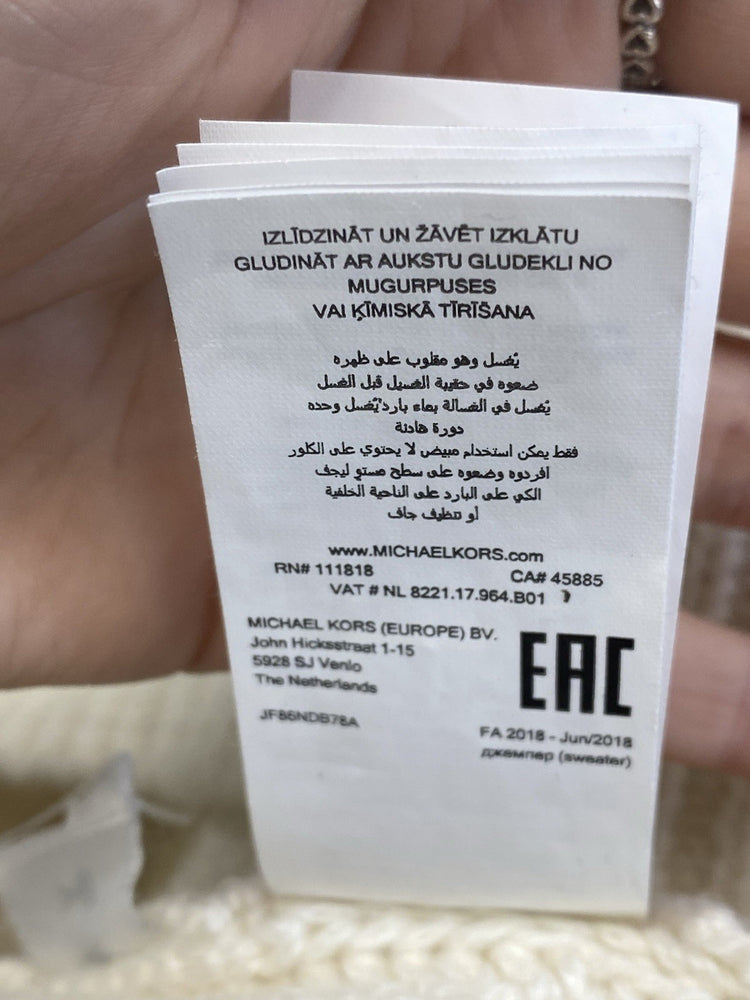 IZLĪDZINĀT UN ŽĀVĒT IZKLĀTU
GLUDINĀT AR AUKSTU GLUDEKLI NO
MUGURPUSES
VAI ĶĪMISKĀ TĪRĪŠANA
يُغسل وهو مقلوب على ظهره
ضعوه في حقيبة الغسيل قبل الغسل
يُغسل في الغسالة بماء بارد'يُغسل وحده
دورة هادئة
فقط يمكن استخدام مبيض لا يحتوي على الكلور
افردوه وضعوه على سطح مستوٍ ليجف
الكي على البارد على الناحية الخلفية
أو تنظيف جاف
www.MICHAELKORS.com
RN# 111818 CA# 45885
VAT # NL 8221.17.964.B01
MICHAEL KORS (EUROPE) BV.
John Hicksstraat 1-15
5928 SJ Venlo
The Netherlands
EAC
JF86NDB78A
FA 2018 - Jun/2018
джемпер (sweater)